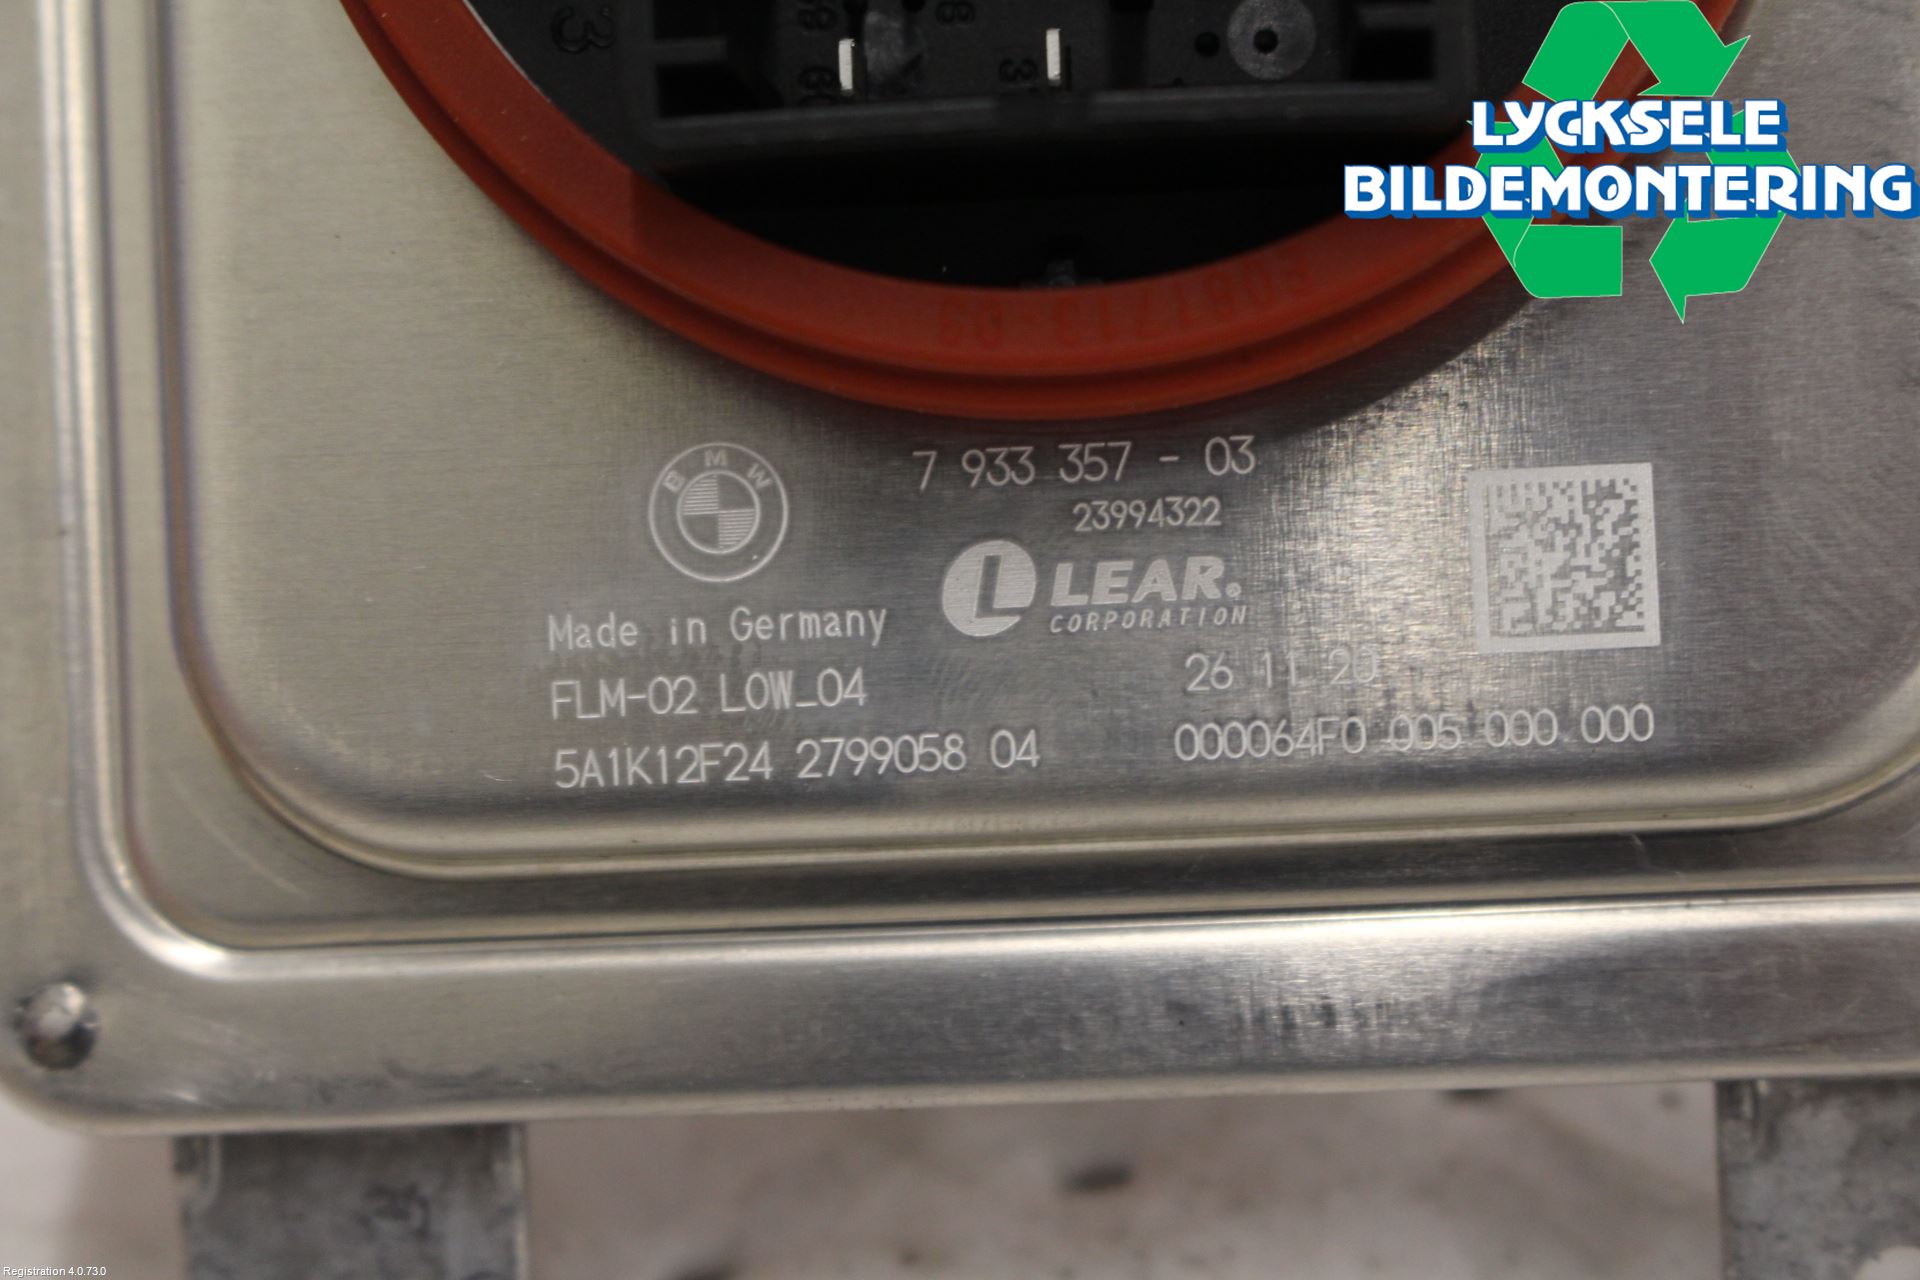 LYCKSELE
BILDEMONTERING
3
BMW
7 933 357 - 03
23994322
L LEAR.
CORPORATION
Made in Germany
FLM-02 LOW_04
26 11 20
5A1K12F24 2799058 04
000064F0 005 000 000
Registration 4.0.73.0